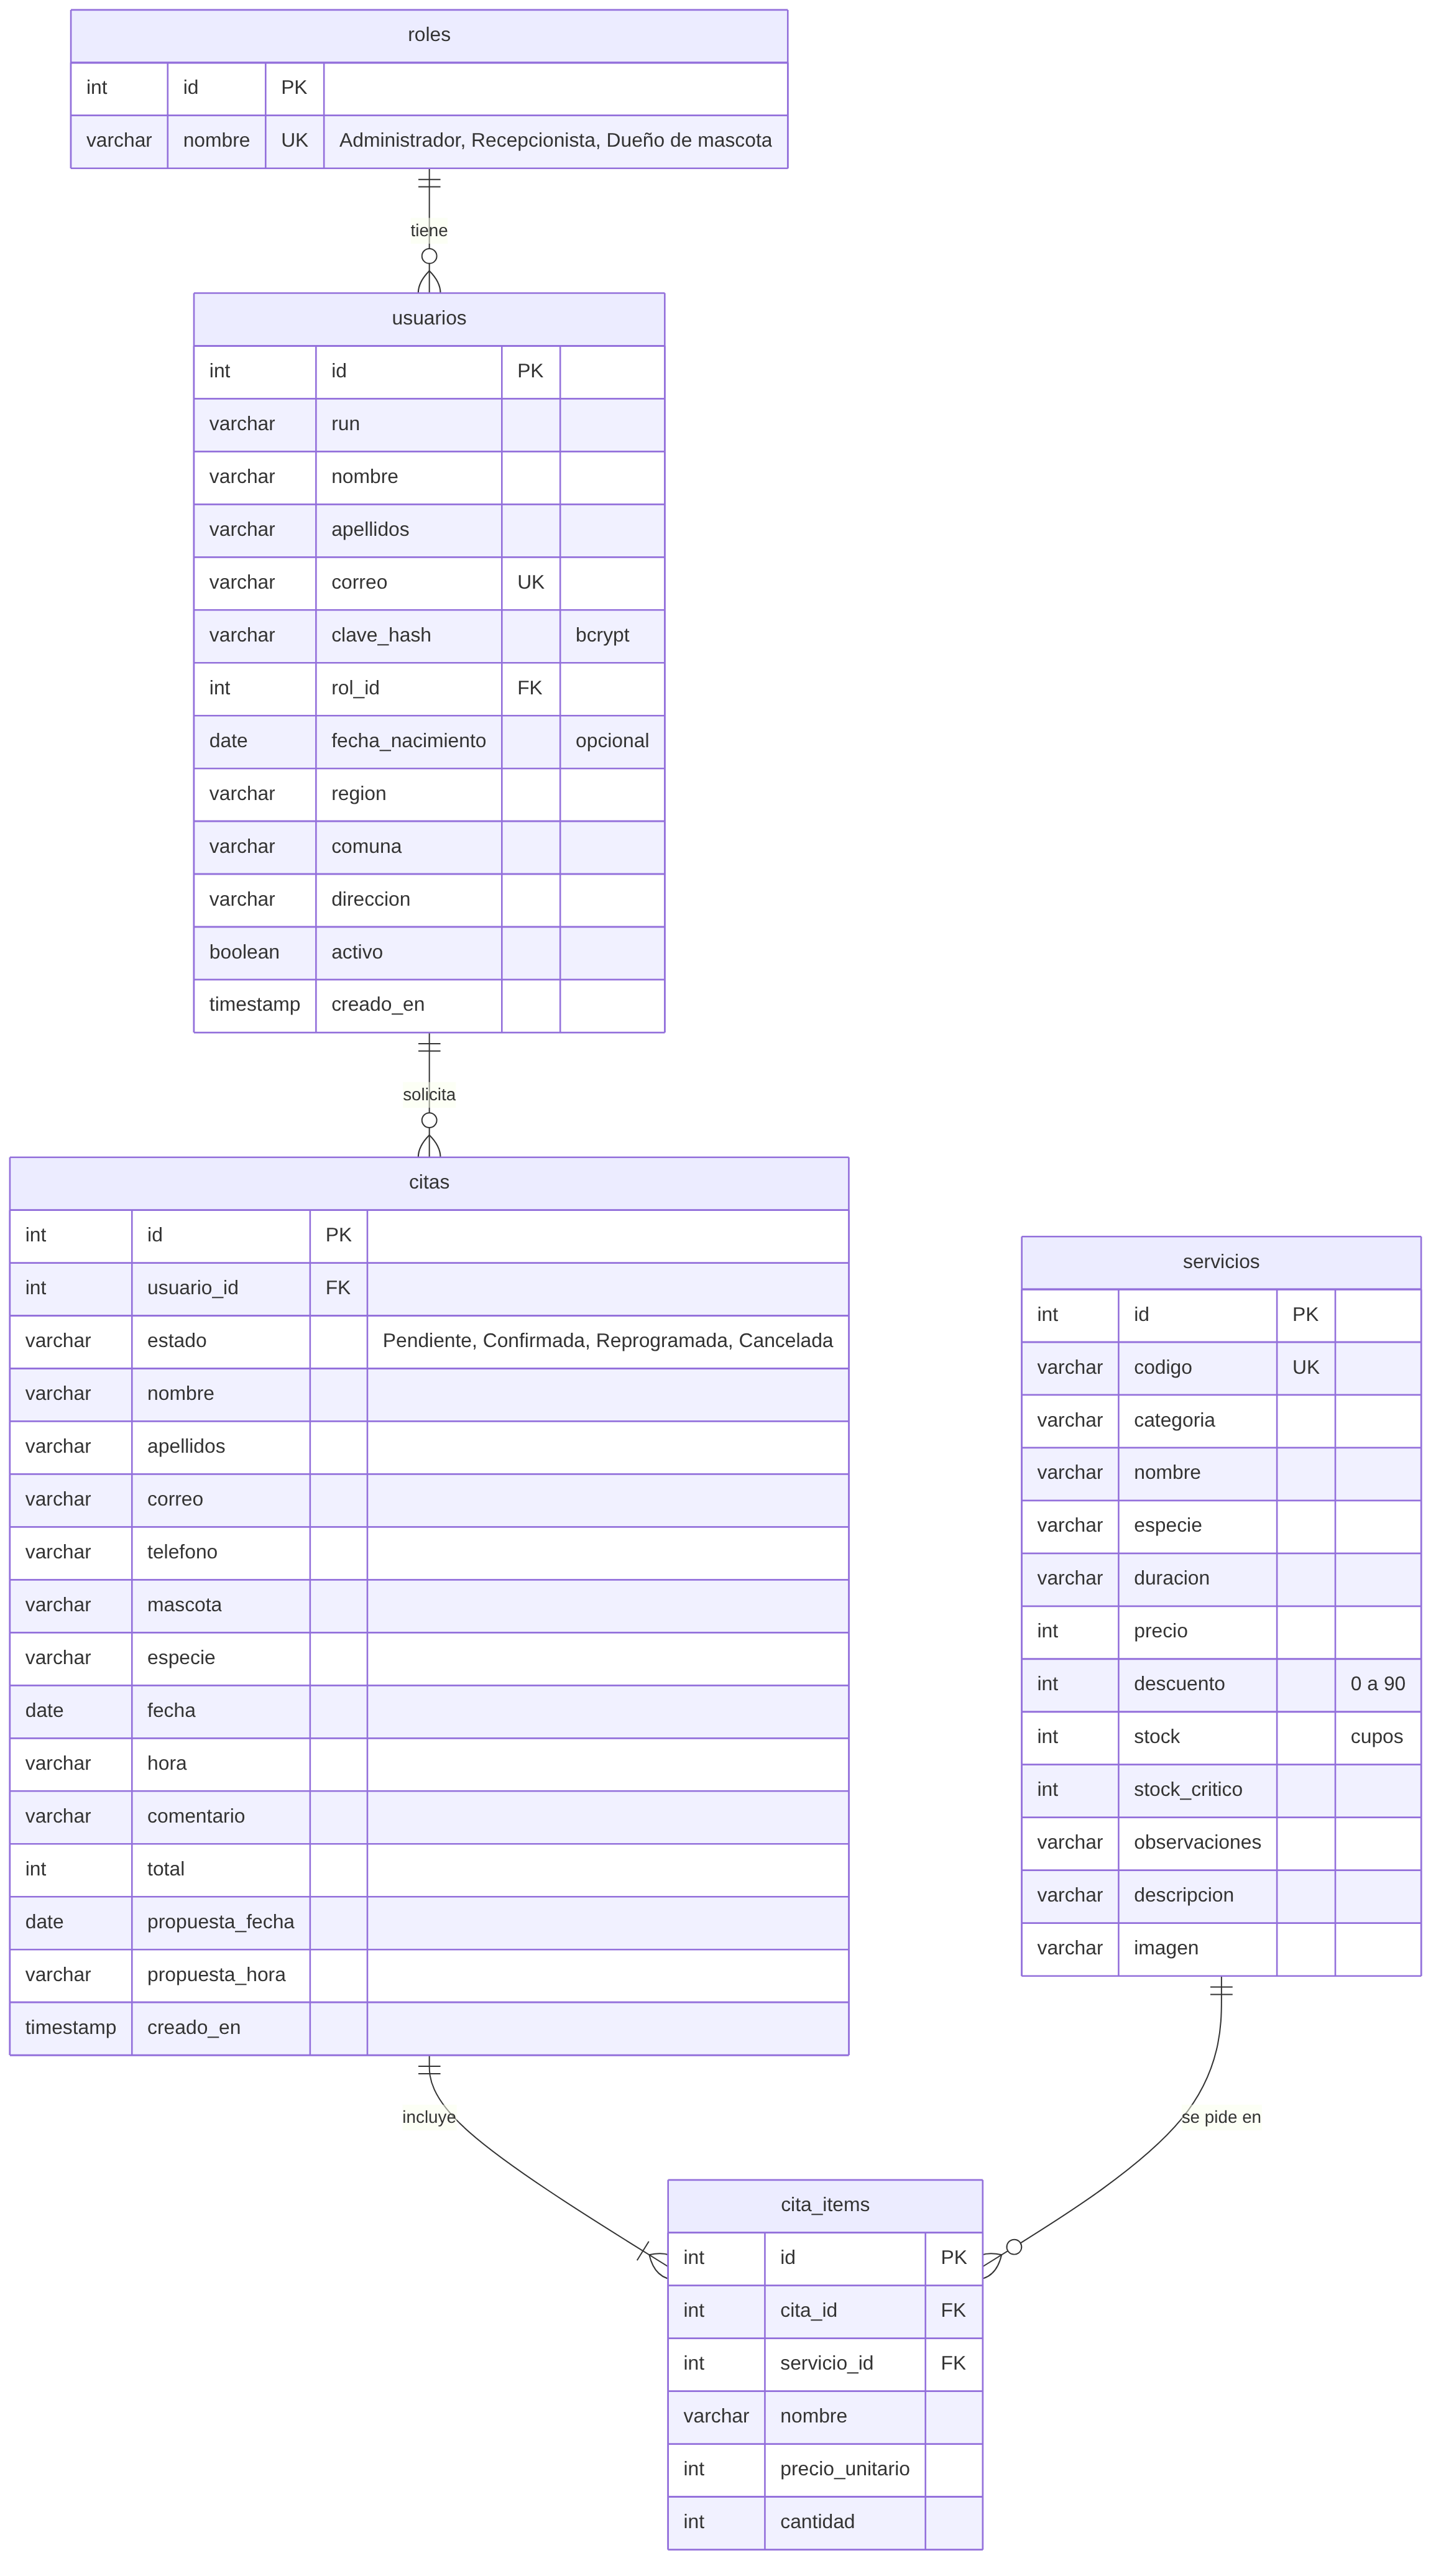 roles
int id PK
varchar nombre UK Administrador, Recepcionista, Dueño de mascota
tiene
usuarios
int id PK
varchar run
varchar nombre
varchar apellidos
varchar correo UK
varchar clave_hash bcrypt
int rol_id FK
date fecha_nacimiento opcional
varchar region
varchar comuna
varchar direccion
boolean activo
timestamp creado_en
solicita
citas
int id PK
int usuario_id FK
varchar estado Pendiente, Confirmada, Reprogramada, Cancelada
varchar nombre
varchar apellidos
varchar correo
varchar telefono
varchar mascota
varchar especie
date fecha
varchar hora
varchar comentario
int total
date propuesta_fecha
varchar propuesta_hora
timestamp creado_en
servicios
int id PK
varchar codigo UK
varchar categoria
varchar nombre
varchar especie
varchar duracion
int precio
int descuento 0 a 90
int stock cupos
int stock_critico
varchar observaciones
varchar descripcion
varchar imagen
incluye
se pide en
cita_items
int id PK
int cita_id FK
int servicio_id FK
varchar nombre
int precio_unitario
int cantidad